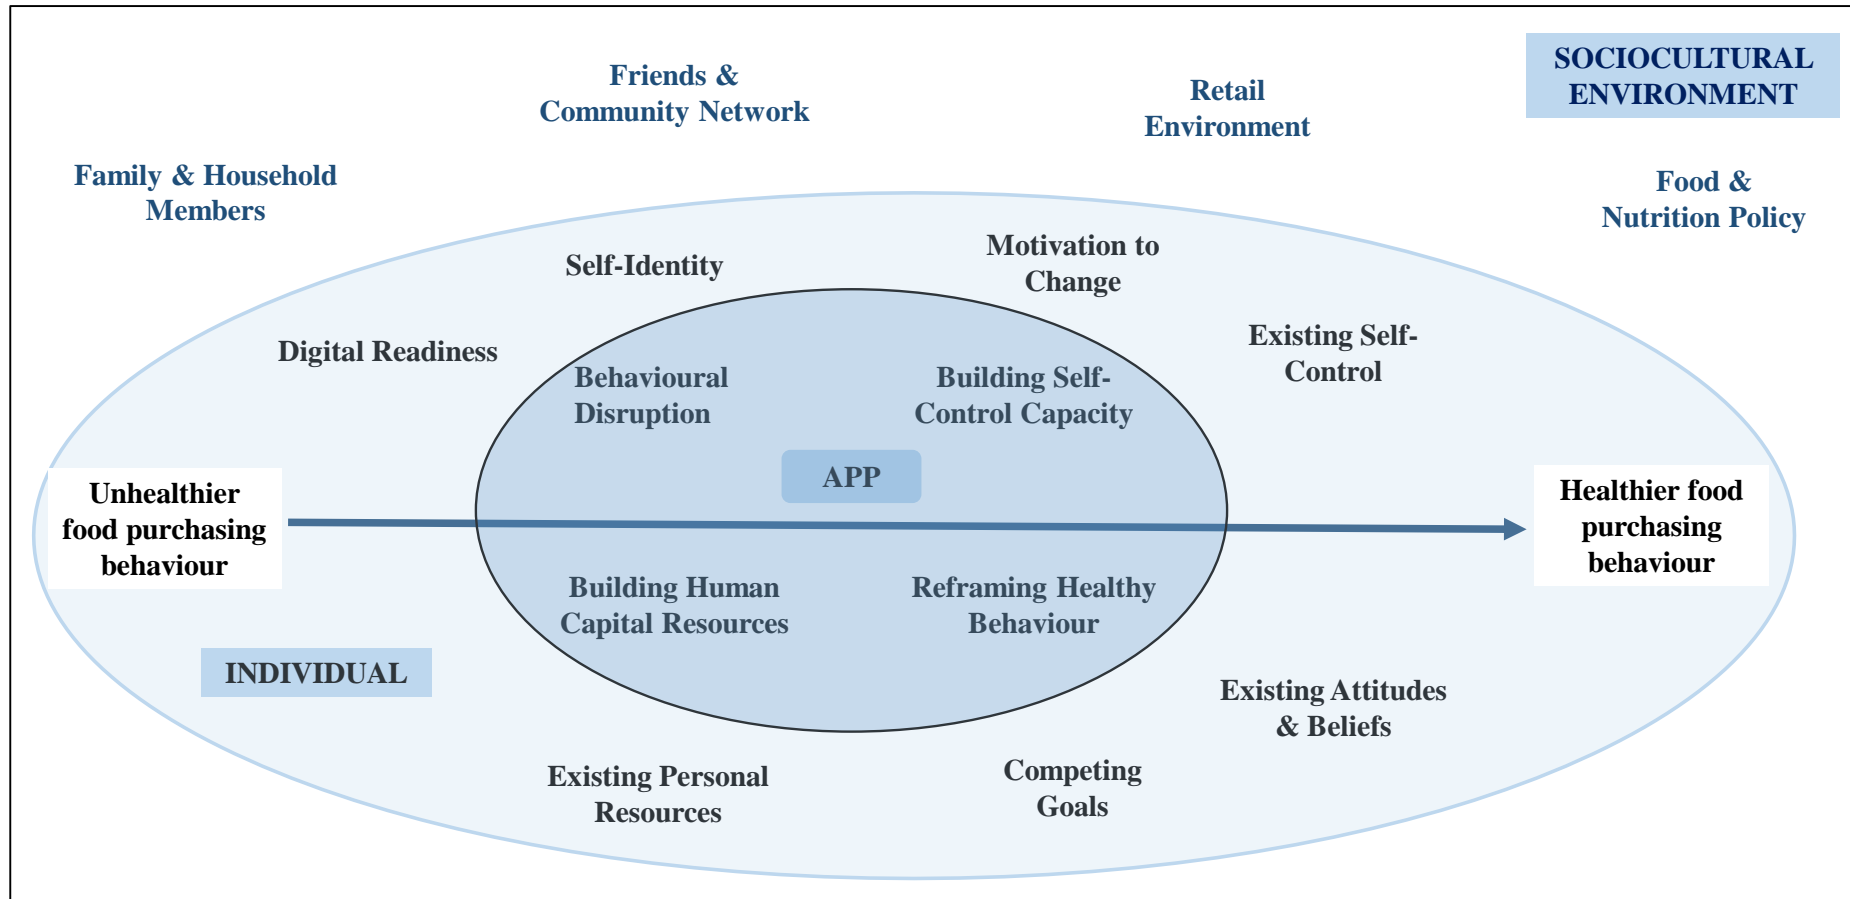 SOCIOCULTURAL
ENVIRONMENT
Friends &
Community Network
Retail
Environment
Family & Household
Members
Food &
Nutrition Policy
Self-Identity
Motivation to
Change
Digital Readiness
Existing Self-
Control
Behavioural
Disruption
Building Self-
Control Capacity
APP
Unhealthier
food purchasing
behaviour
Healthier food
purchasing
behaviour
Building Human
Capital Resources
Reframing Healthy
Behaviour
INDIVIDUAL
Existing Attitudes
& Beliefs
Existing Personal
Resources
Competing
Goals